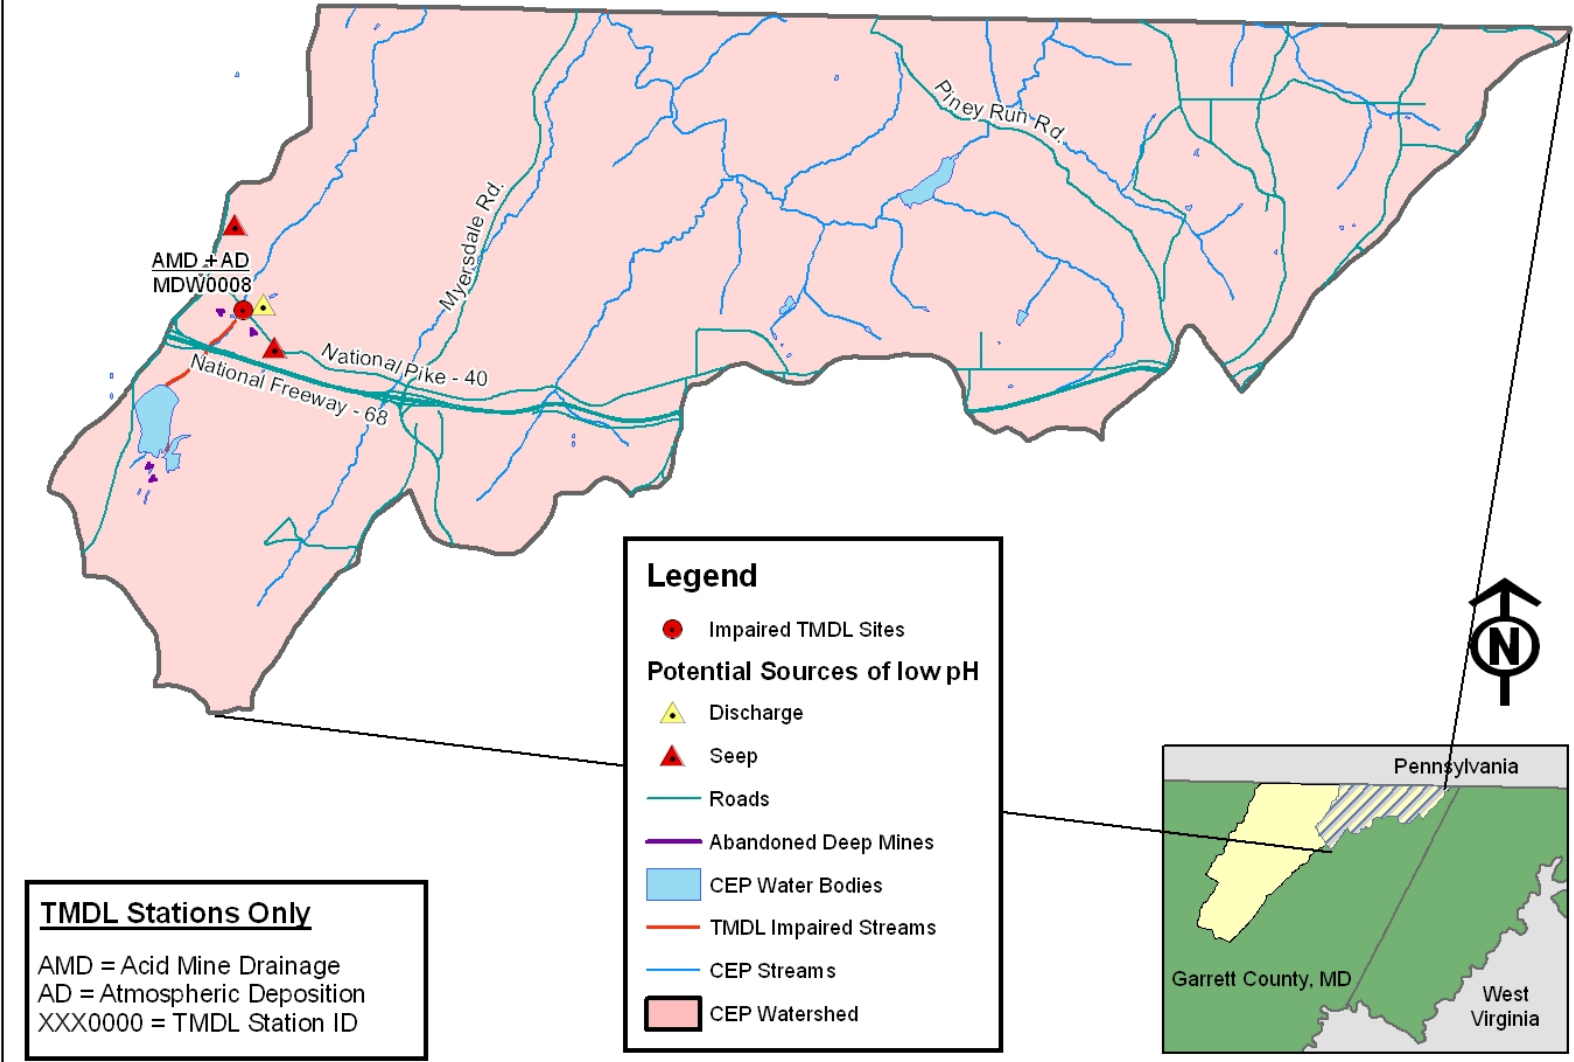 Piney Run Rd.
Myersdale Rd.
AMD + AD
MDW0008
National Pike - 40
National Freeway - 68
Legend
Impaired TMDL Sites
Potential Sources of low pH
Discharge
Seep
Roads
Abandoned Deep Mines
CEP Water Bodies
TMDL Impaired Streams
CEP Streams
CEP Watershed
N
Pennsylvania
Garrett County, MD
West
Virginia
TMDL Stations Only
AMD = Acid Mine Drainage
AD = Atmospheric Deposition
XXX0000 = TMDL Station ID